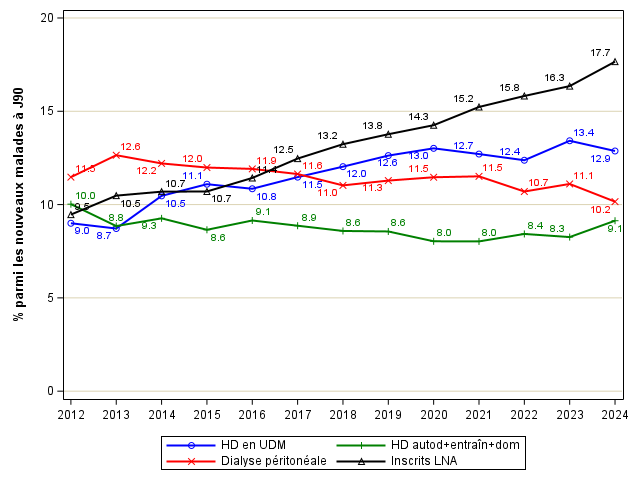 % parmi les nouveaux malades à J90
20
15
10
5
0
9.5 10.5 10.7 10.7 11.4 12.5 13.2 13.8 14.3 15.2 15.8 16.3 17.7
11.5 12.6 12.2 12.0 11.9 11.6 11.0 11.3 11.5 11.5 10.7 11.1 10.2
9.0 8.7 10.5 11.1 10.8 11.5 12.0 12.6 13.0 12.7 12.4 13.4 12.9
10.0 8.8 9.3 8.6 9.1 8.9 8.6 8.6 8.0 8.0 8.4 8.3 9.1
2012 2013 2014 2015 2016 2017 2018 2019 2020 2021 2022 2023 2024
HD en UDM HD autod+entraîn+dom
Dialyse péritonéale Inscrits LNA